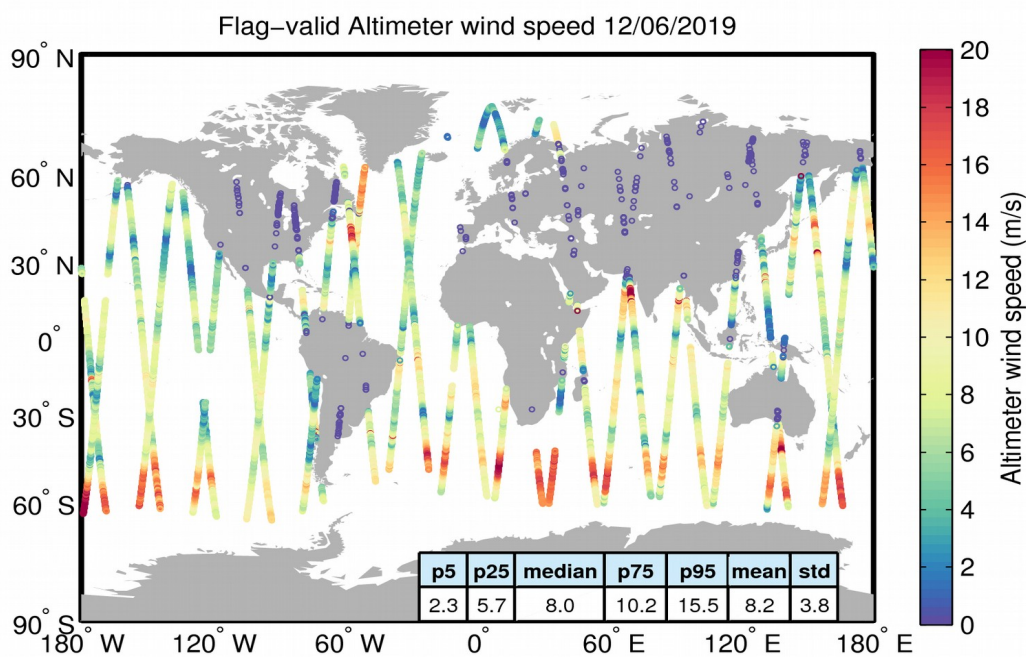 Flag−valid Altimeter wind speed 12/06/2019
90° N
60° N
30° N
0°
30° S
60° S
90° S
180° W
120° W
60° W
0°
60° E
120° E
180° E
p5 p25 median p75 p95 mean std
2.3 5.7 8.0 10.2 15.5 8.2 3.8
20
18
16
14
12
10
8
6
4
2
0
Altimeter wind speed (m/s)